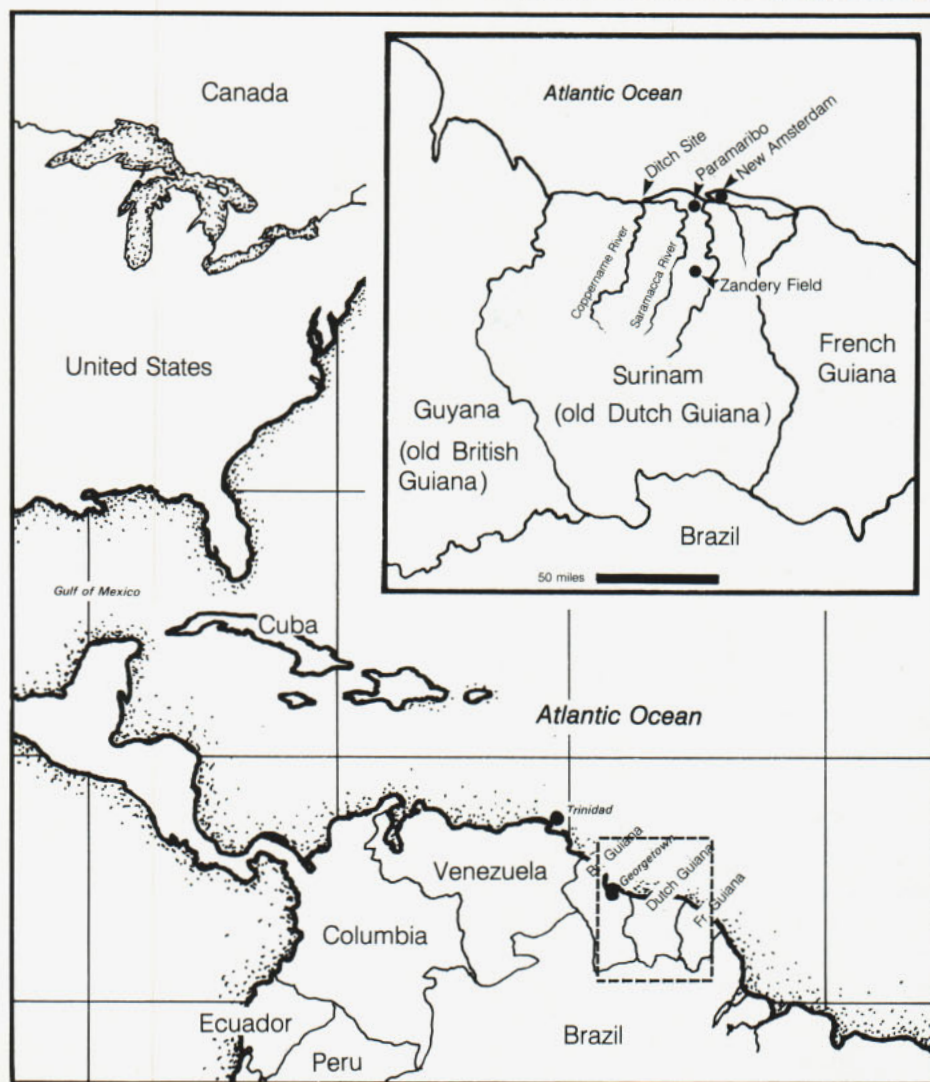 Canada
United States
Gulf of Mexico
Cuba
Atlantic Ocean
Trinidad
Br. Guiana
Georgetown
Dutch Guiana
Fr. Guiana
Venezuela
Columbia
Ecuador
Peru
Brazil
Atlantic Ocean
Ditch Site
Paramaribo
New Amsterdam
Coppername River
Saramacca River
Zandery Field
French
Guiana
Surinam
(old Dutch Guiana)
Guyana
(old British
Guiana)
Brazil
50 miles